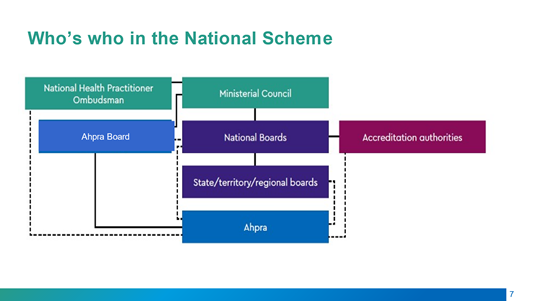 Who's who in the National Scheme
National Health Practitioner
Ombudsman
Ministerial Council
Ahpra Board
National Boards
Accreditation authorities
State/territory/regional boards
Ahpra
7